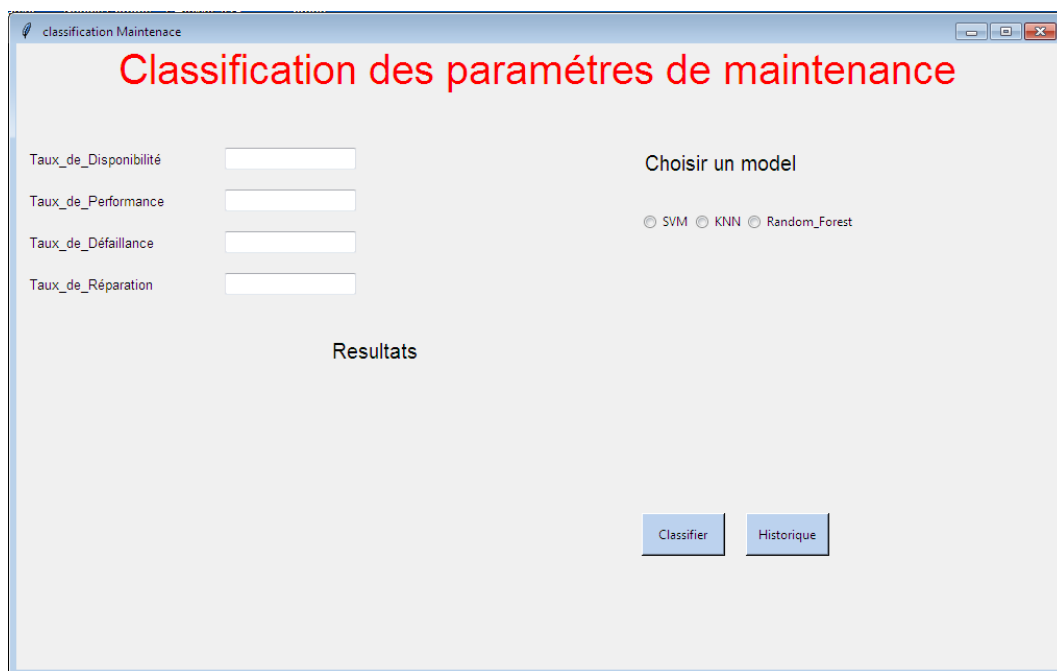 classification Maintenace
Classification des paramétres de maintenance
Taux_de_Disponibilité
Choisir un model
Taux_de_Performance
SVM KNN Random_Forest
Taux_de_Défaillance
Taux_de_Réparation
Resultats
Classifier Historique